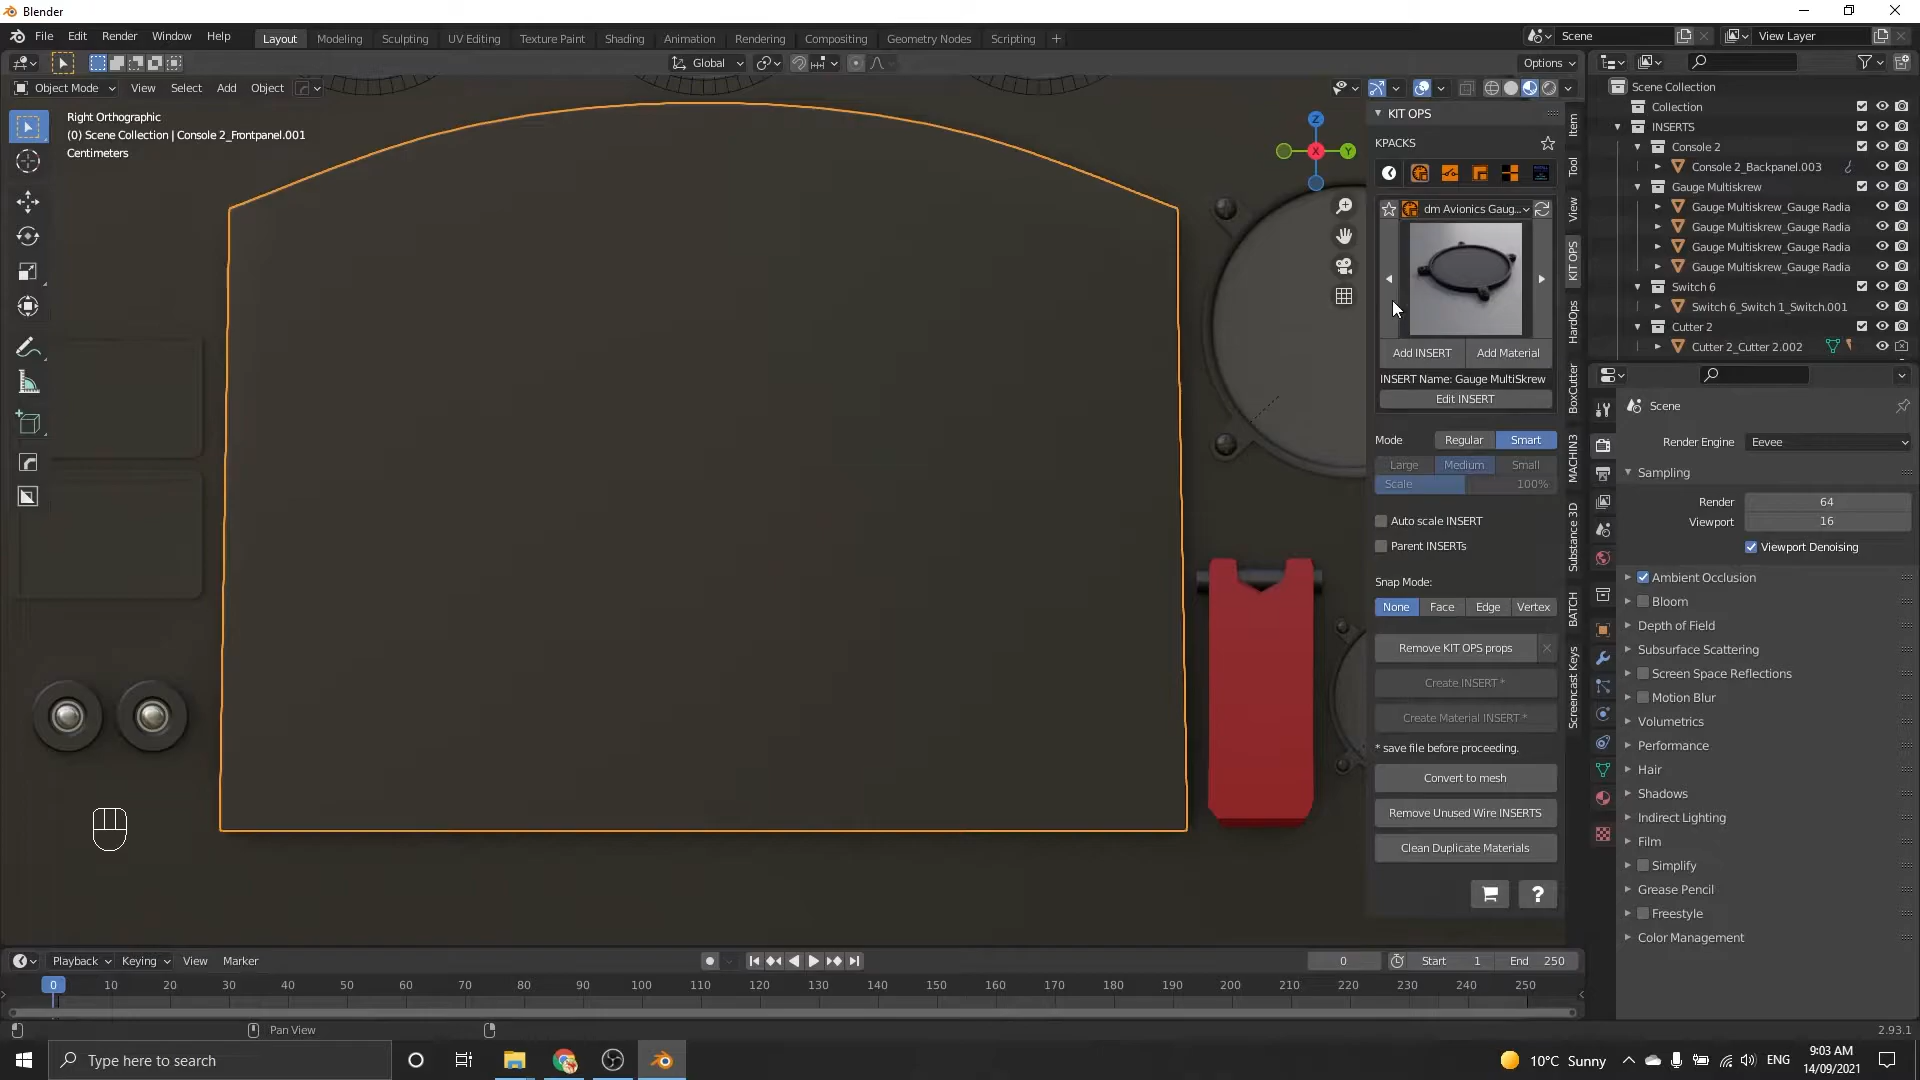 Blender
File Edit Render Window Help
Layout Modeling Sculpting UV Editing Texture Paint Shading Animation Rendering Compositing Geometry Nodes Scripting +
Scene
View Layer
Global
Options
Object Mode View Select Add Object
Right Orthographic
(0) Scene Collection | Console 2_Frontpanel.001
Centimeters
Z
X
Y
KIT OPS
KPACKS
dm Avionics Gaug...
Add INSERT Add Material
INSERT Name: Gauge MultiSkrew
Edit INSERT
Mode Regular Smart
Large Medium Small
Scale 100%
Auto scale INSERT
Parent INSERTs
Snap Mode:
None Face Edge Vertex
Remove KIT OPS props
Create INSERT *
Create Material INSERT *
* save file before proceeding.
Convert to mesh
Remove Unused Wire INSERTS
Clean Duplicate Materials
?
Item
Tool
View
KIT OPS
HardOps
BoxCutter
MACHIN3
Substance 3D
BATCH
Screencast Keys
Scene Collection
Collection
INSERTS
Console 2
Console 2_Backpanel.003
Gauge Multiskrew
Gauge Multiskrew_Gauge Radia
Gauge Multiskrew_Gauge Radia
Gauge Multiskrew_Gauge Radia
Gauge Multiskrew_Gauge Radia
Switch 6
Switch 6_Switch 1_Switch.001
Cutter 2
Cutter 2_Cutter 2.002
Scene
Render Engine Eevee
Sampling
Render 64
Viewport 16
Viewport Denoising
Ambient Occlusion
Bloom
Depth of Field
Subsurface Scattering
Screen Space Reflections
Motion Blur
Volumetrics
Performance
Hair
Shadows
Indirect Lighting
Film
Simplify
Grease Pencil
Freestyle
Color Management
Playback Keying View Marker
0 Start 1 End 250
0 10 20 30 40 50 60 70 80 90 100 110 120 130 140 150 160 170 180 190 200 210 220 230 240 250
Pan View
2.93.1
Type here to search
10°C Sunny
ENG
9:03 AM
14/09/2021